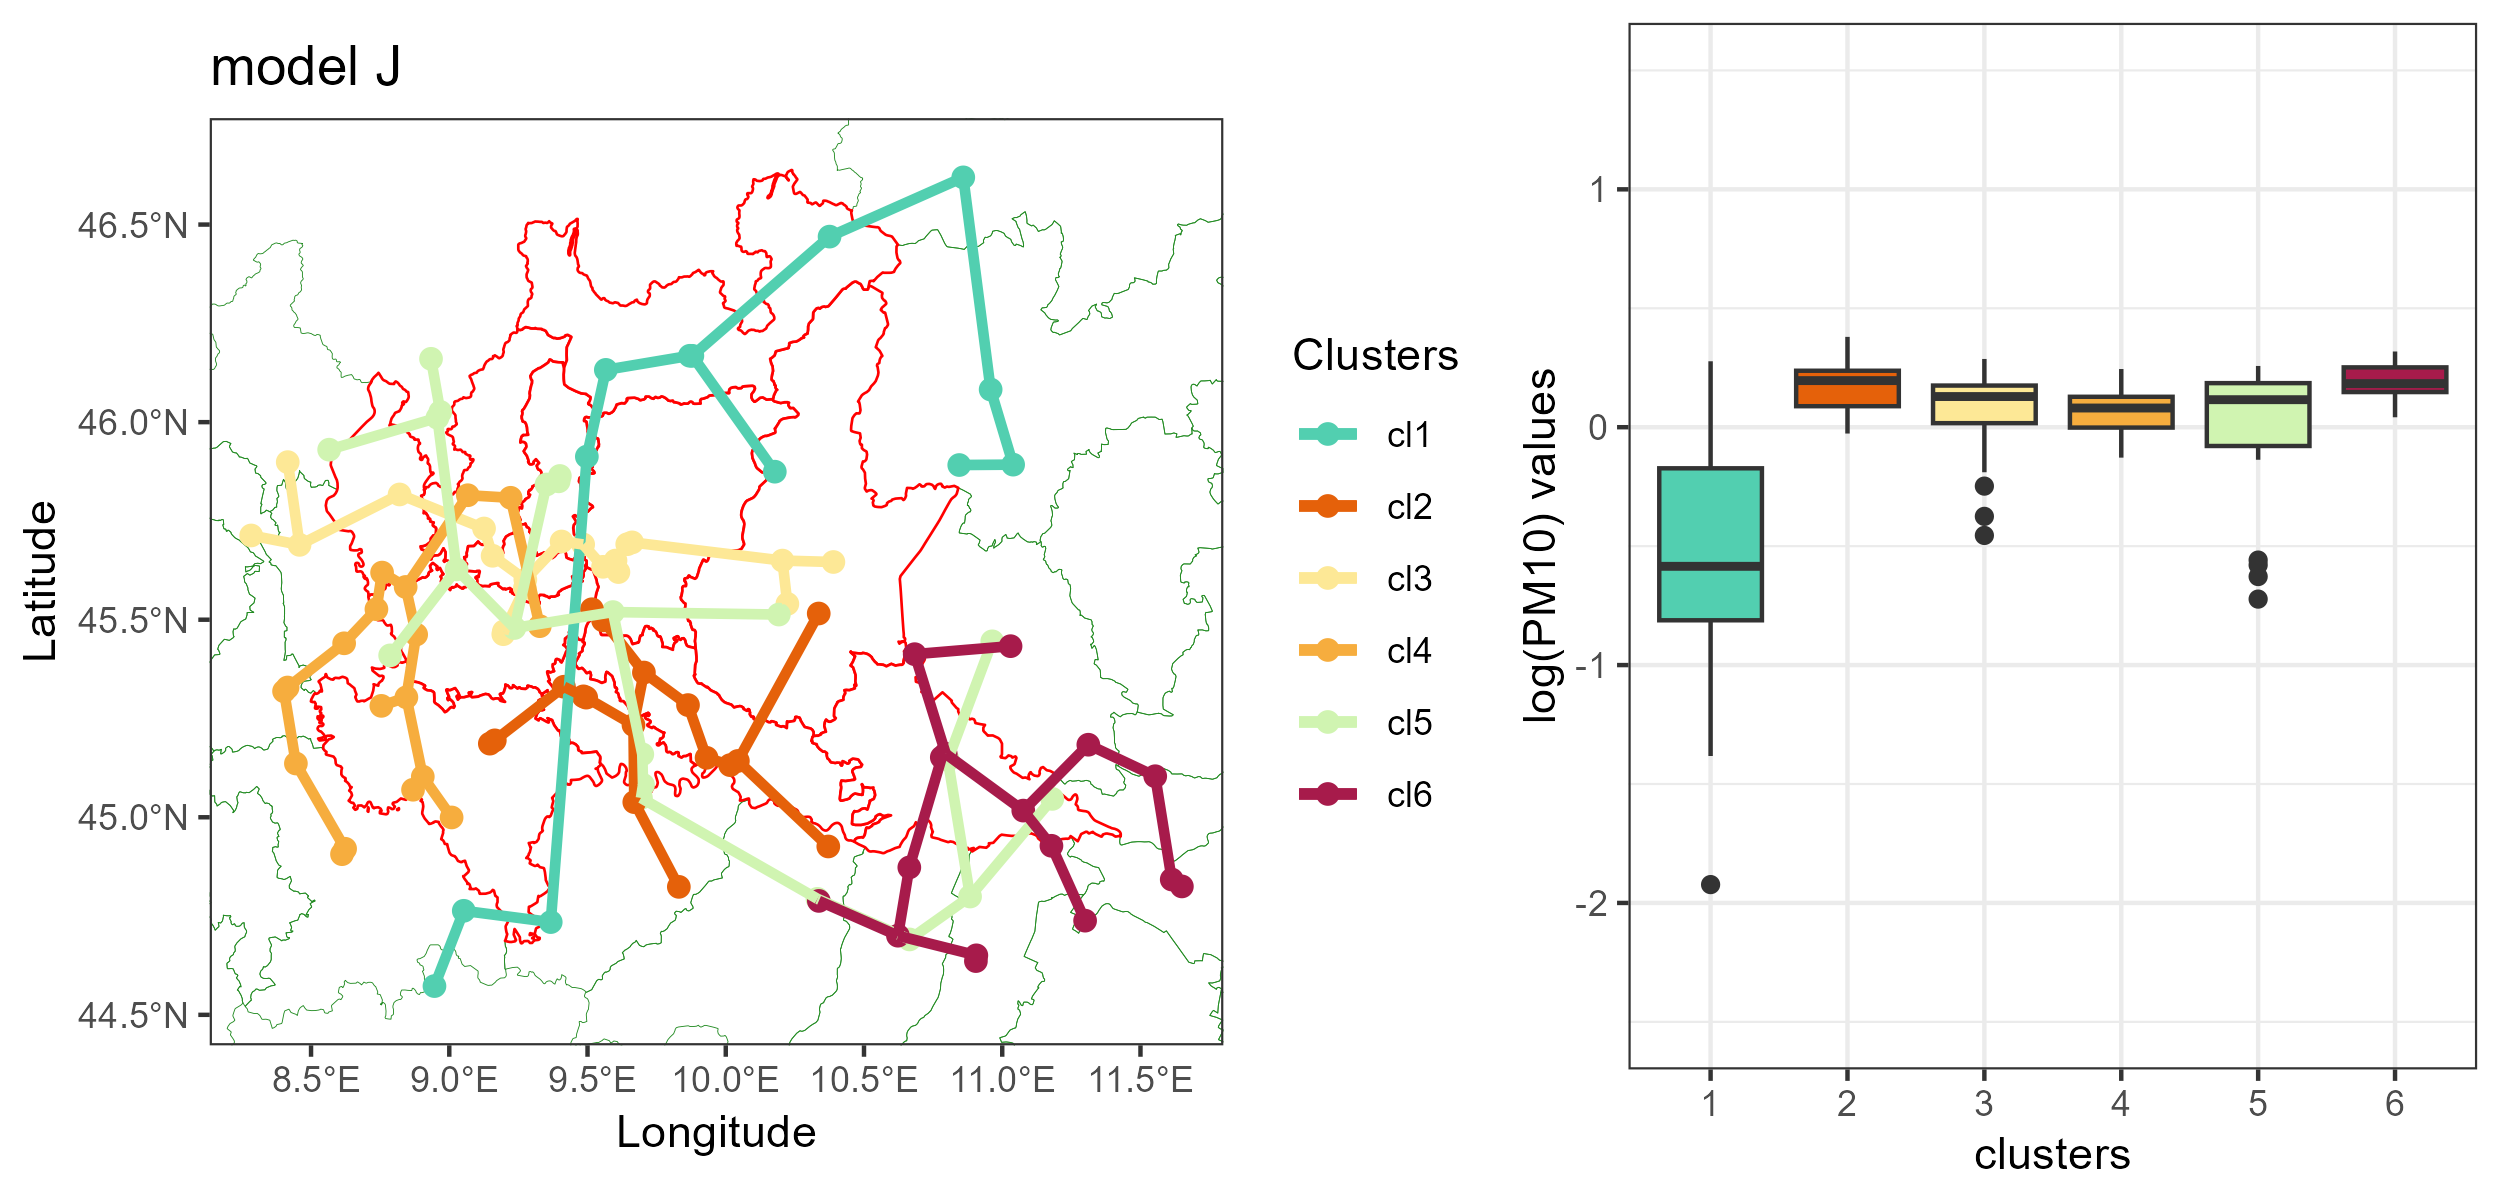 model J
46.5°N
46.0°N
45.5°N
45.0°N
44.5°N
Latitude
8.5°E
9.0°E
9.5°E
10.0°E
10.5°E
11.0°E
11.5°E
Longitude
Clusters
cl1
cl2
cl3
cl4
cl5
cl6
log(PM10) values
1
0
-1
-2
1
2
3
4
5
6
clusters